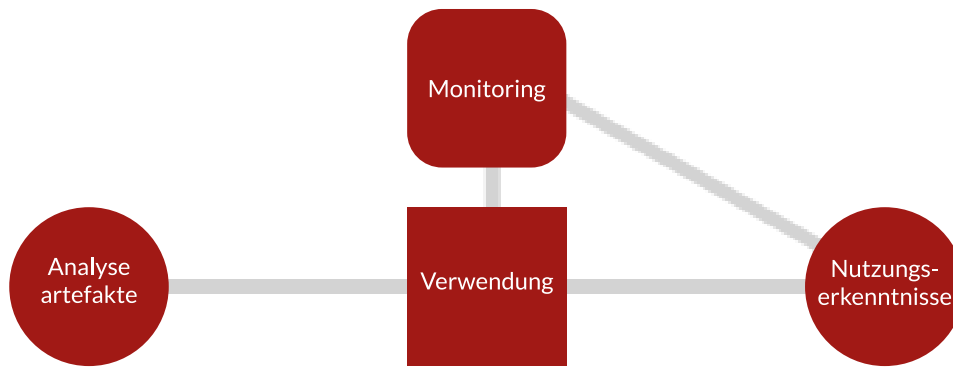 Monitoring
Analyse
artefakte
Verwendung
Nutzungs-
erkenntnisse